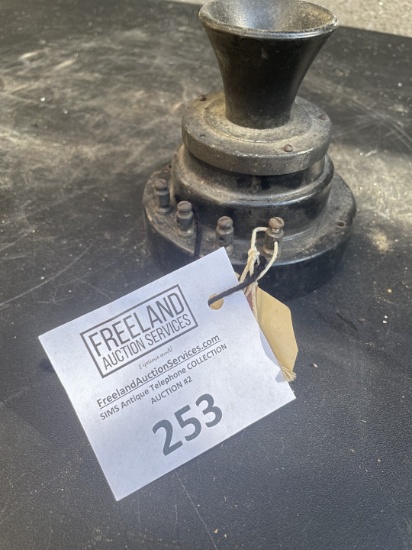 FREELAND
AUCTION SERVICES
FreelandAuctionServices.com
SIMS Antique Telephone COLLECTION
AUCTION #2
253